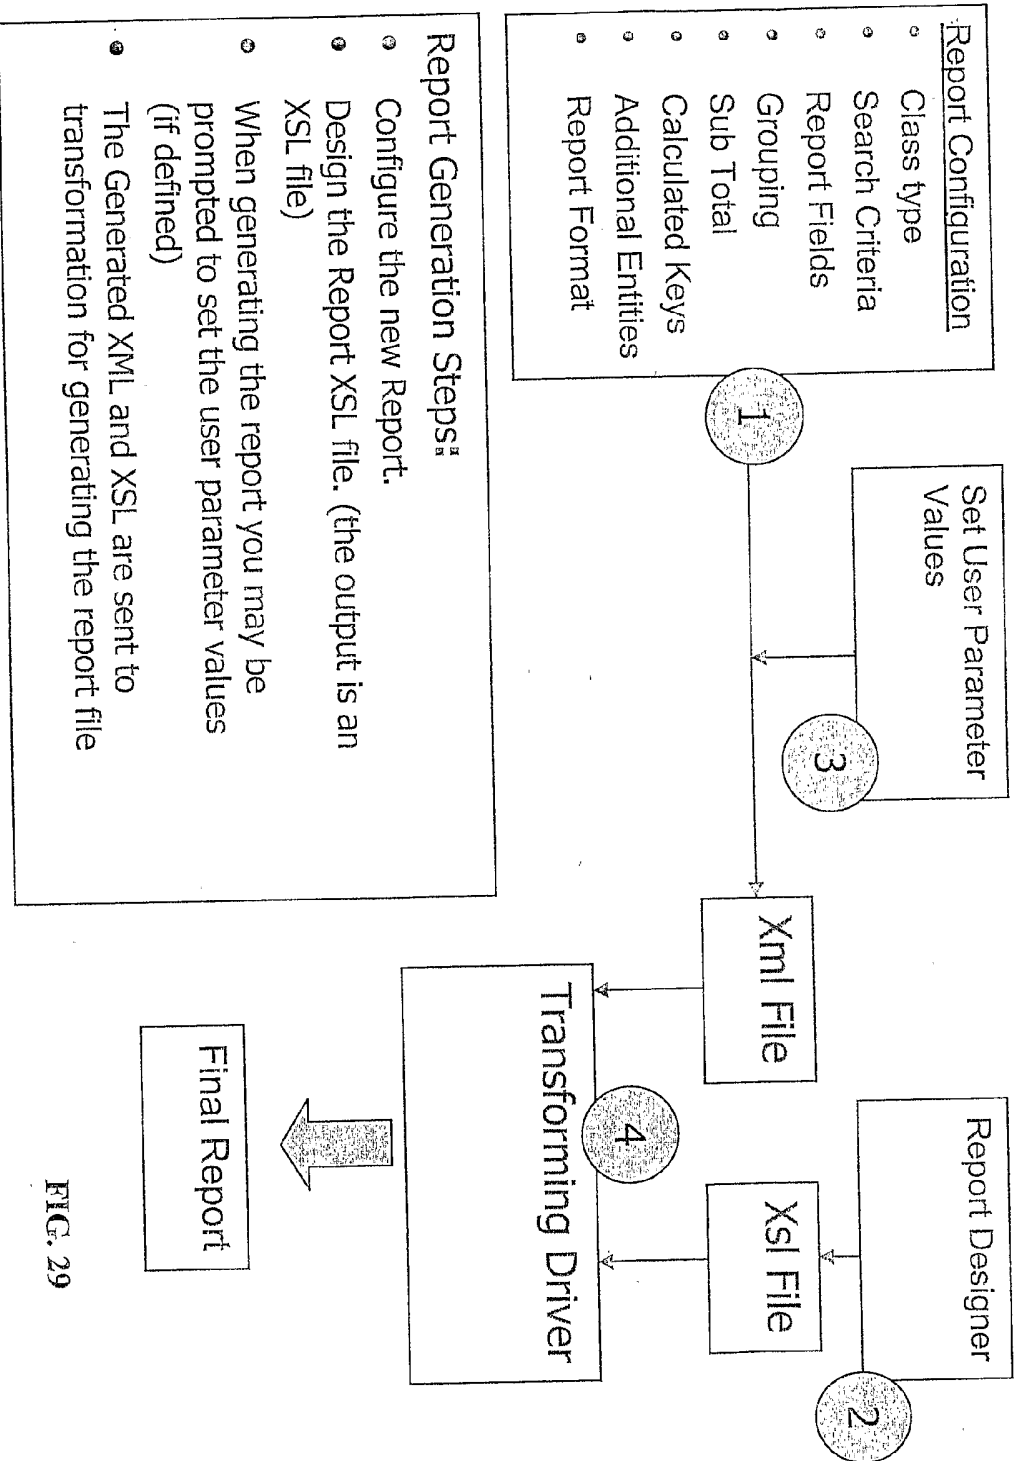 Report Configuration
Class type
Search Criteria
Report Fields
Grouping
Sub Total
Calculated Keys
Additional Entities
Report Format
1
Set User Parameter
Values
3
Xml File
Report Designer
2
Xsl File
4
Transforming Driver
Final Report
Report Generation Steps:
Configure the new Report.
Design the Report XSL file. (the output is an
XSL file)
When generating the report you may be
prompted to set the user parameter values
(if defined)
The Generated XML and XSL are sent to
transformation for generating the report file
FIG. 29